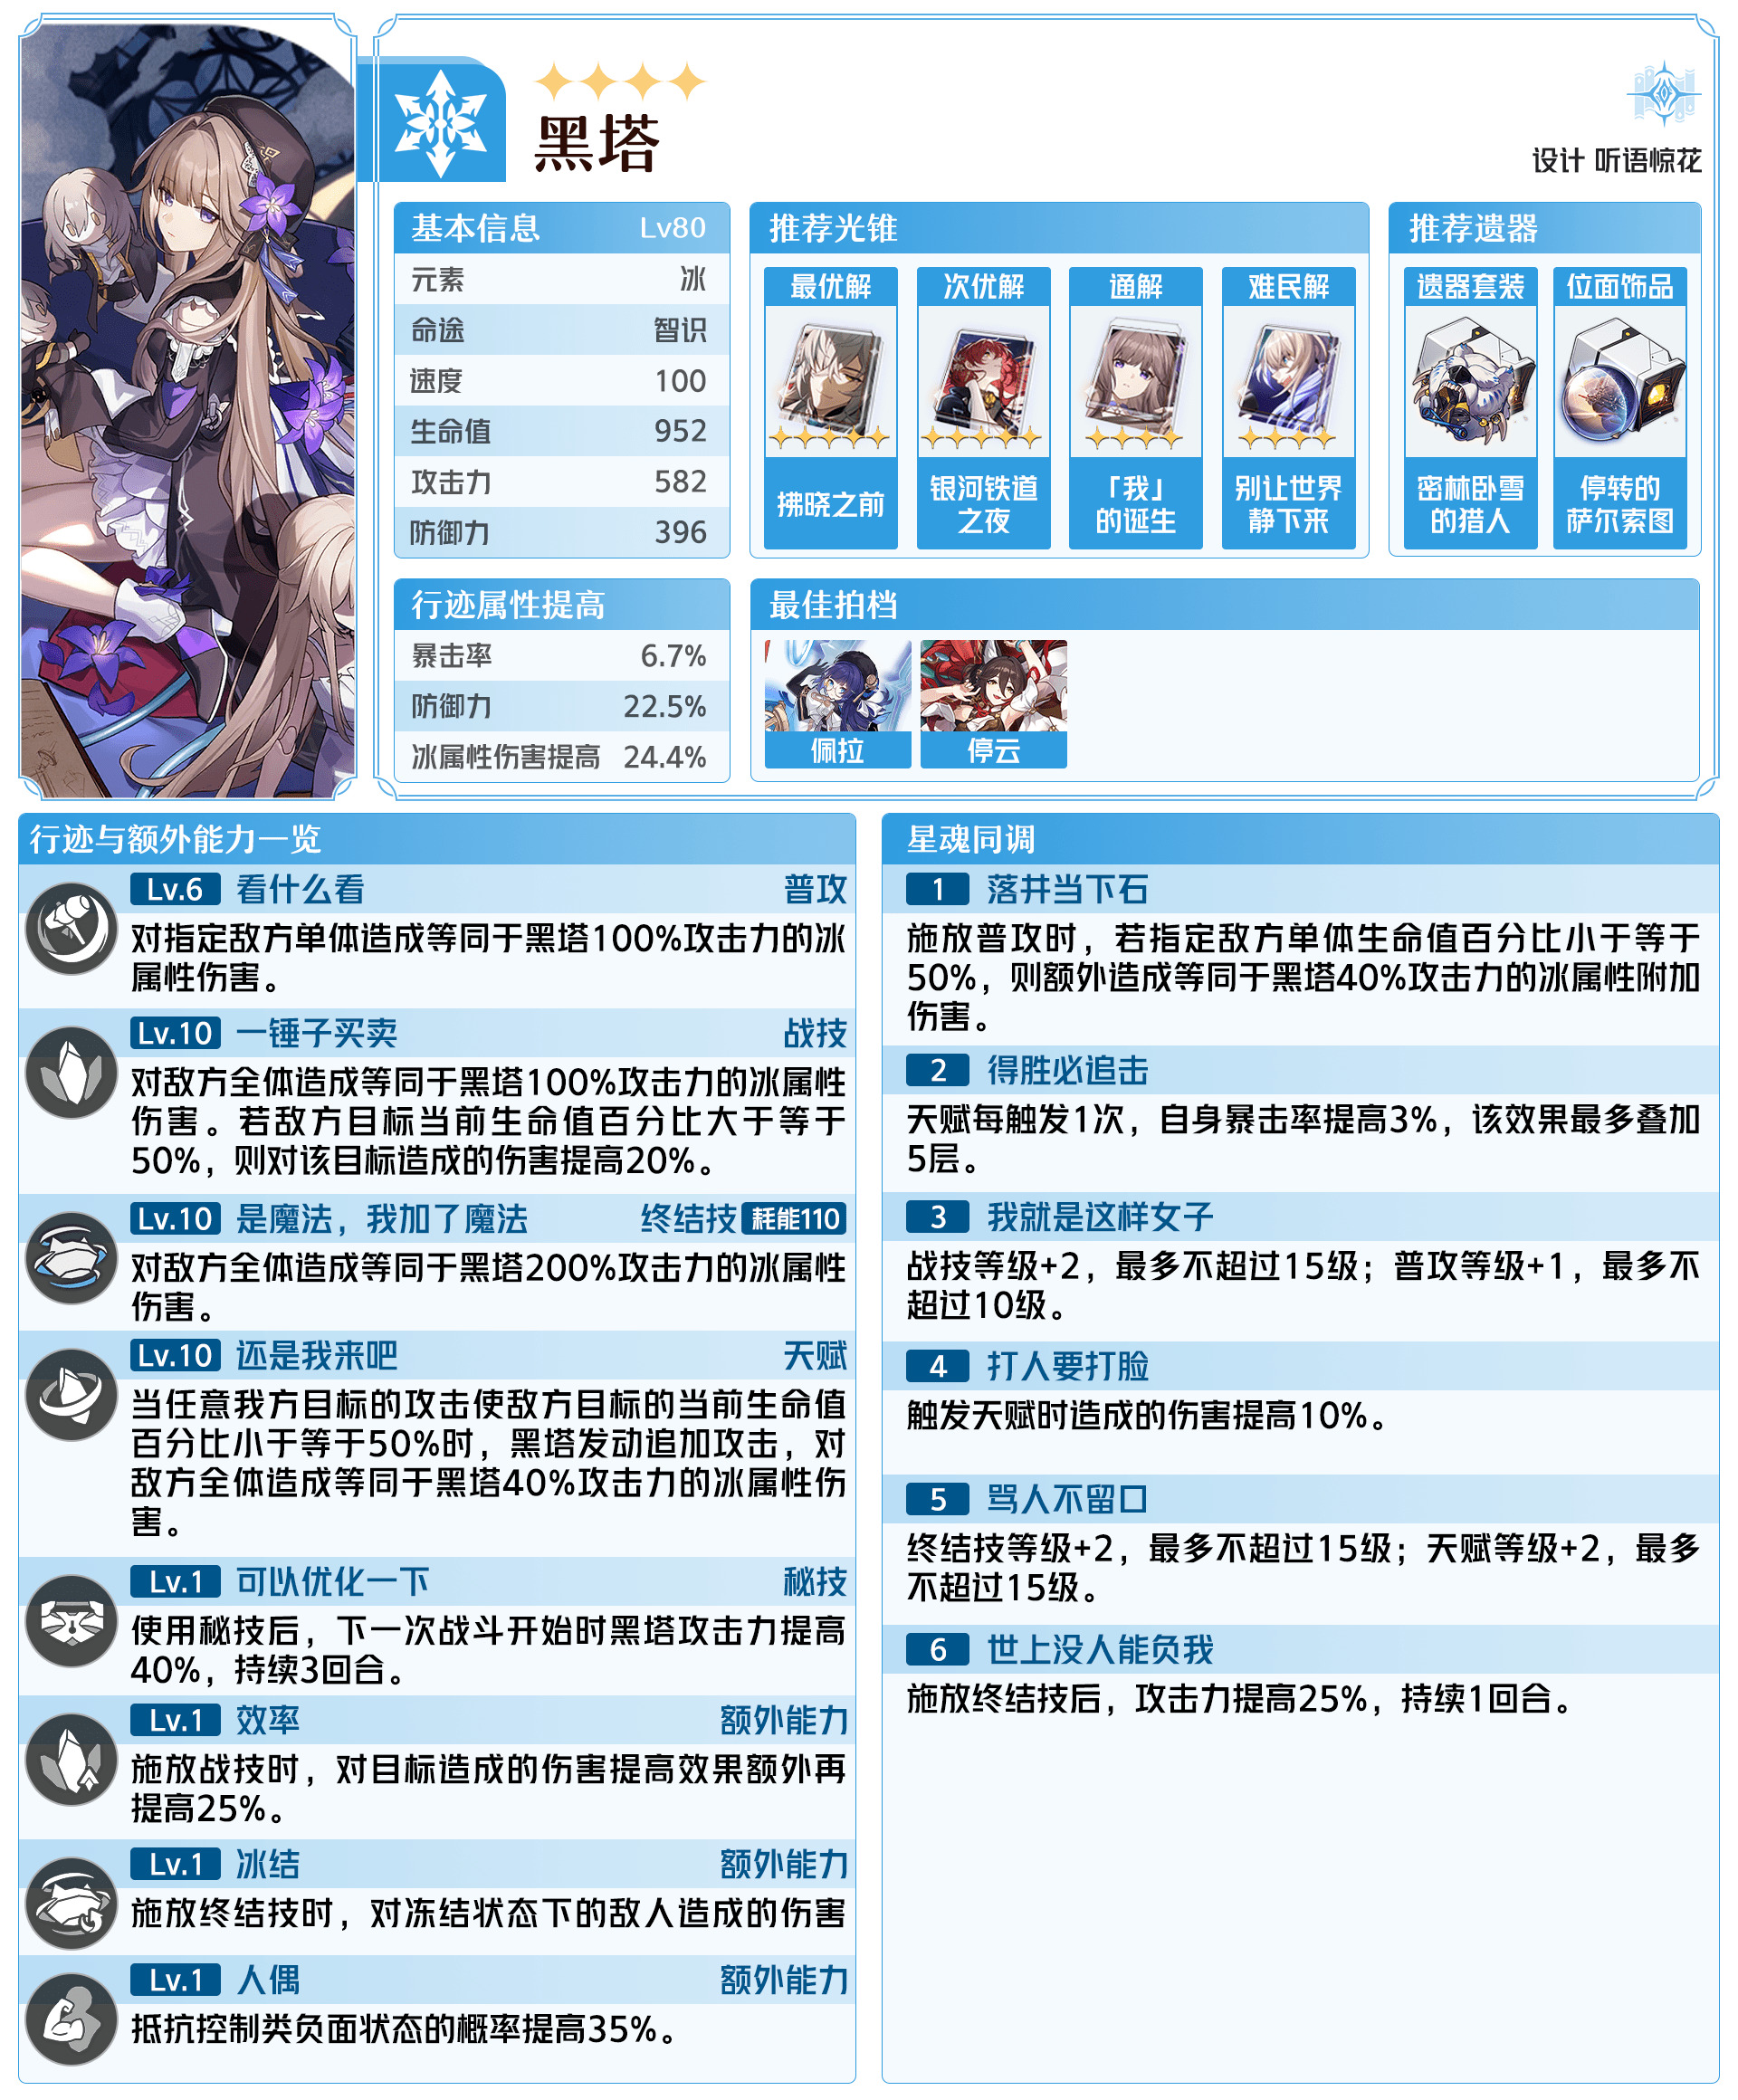 黑塔
设计 听语惊花
基本信息 Lv80
元素 冰
命途 智识
速度 100
生命值 952
攻击力 582
防御力 396
推荐光锥
最优解
拂晓之前
次优解
银河铁道
之夜
通解
「我」
的诞生
难民解
别让世界
静下来
推荐遗器
遗器套装
密林卧雪
的猎人
位面饰品
停转的
萨尔索图
行迹属性提高
暴击率 6.7%
防御力 22.5%
冰属性伤害提高 24.4%
最佳拍档
佩拉
停云
行迹与额外能力一览
Lv.6 看什么看 普攻
对指定敌方单体造成等同于黑塔100%攻击力的冰
属性伤害。
Lv.10 一锤子买卖 战技
对敌方全体造成等同于黑塔100%攻击力的冰属性
伤害。若敌方目标当前生命值百分比大于等于
50%，则对该目标造成的伤害提高20%。
Lv.10 是魔法，我加了魔法 终结技 耗能110
对敌方全体造成等同于黑塔200%攻击力的冰属性
伤害。
Lv.10 还是我来吧 天赋
当任意我方目标的攻击使敌方目标的当前生命值
百分比小于等于50%时，黑塔发动追加攻击，对
敌方全体造成等同于黑塔40%攻击力的冰属性伤
害。
Lv.1 可以优化一下 秘技
使用秘技后，下一次战斗开始时黑塔攻击力提高
40%，持续3回合。
Lv.1 效率 额外能力
施放战技时，对目标造成的伤害提高效果额外再
提高25%。
Lv.1 冰结 额外能力
施放终结技时，对冻结状态下的敌人造成的伤害
Lv.1 人偶 额外能力
抵抗控制类负面状态的概率提高35%。
星魂同调
1 落井当下石
施放普攻时，若指定敌方单体生命值百分比小于等于
50%，则额外造成等同于黑塔40%攻击力的冰属性附加
伤害。
2 得胜必追击
天赋每触发1次，自身暴击率提高3%，该效果最多叠加
5层。
3 我就是这样女子
战技等级+2，最多不超过15级；普攻等级+1，最多不
超过10级。
4 打人要打脸
触发天赋时造成的伤害提高10%。
5 骂人不留口
终结技等级+2，最多不超过15级；天赋等级+2，最多
不超过15级。
6 世上没人能负我
施放终结技后，攻击力提高25%，持续1回合。